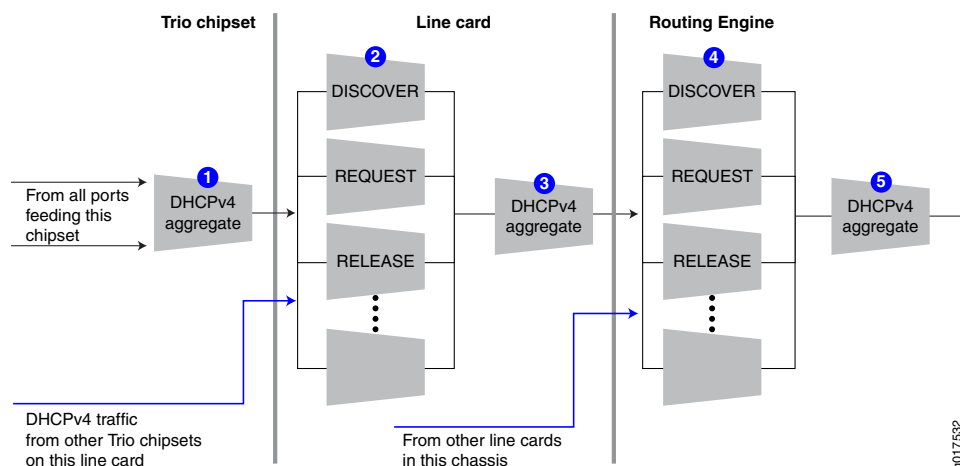 Trio chipset
Line card
Routing Engine
2
DISCOVER
4
DISCOVER
REQUEST
REQUEST
1
DHCPv4
aggregate
From all ports
feeding this
chipset
3
DHCPv4
aggregate
5
DHCPv4
aggregate
RELEASE
RELEASE
DHCPv4 traffic
from other Trio chipsets
on this line card
From other line cards
in this chassis
g017532